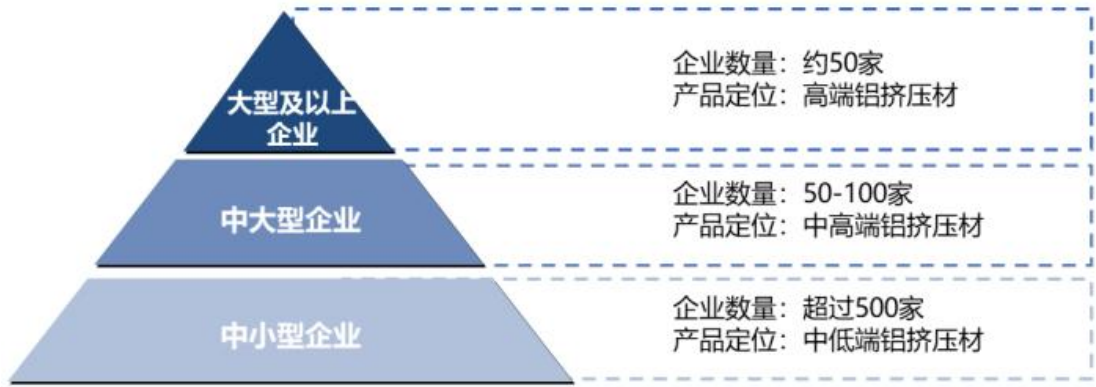 大型及以上
企业
企业数量：约50家
产品定位：高端铝挤压材
中大型企业
企业数量：50-100家
产品定位：中高端铝挤压材
中小型企业
企业数量：超过500家
产品定位：中低端铝挤压材